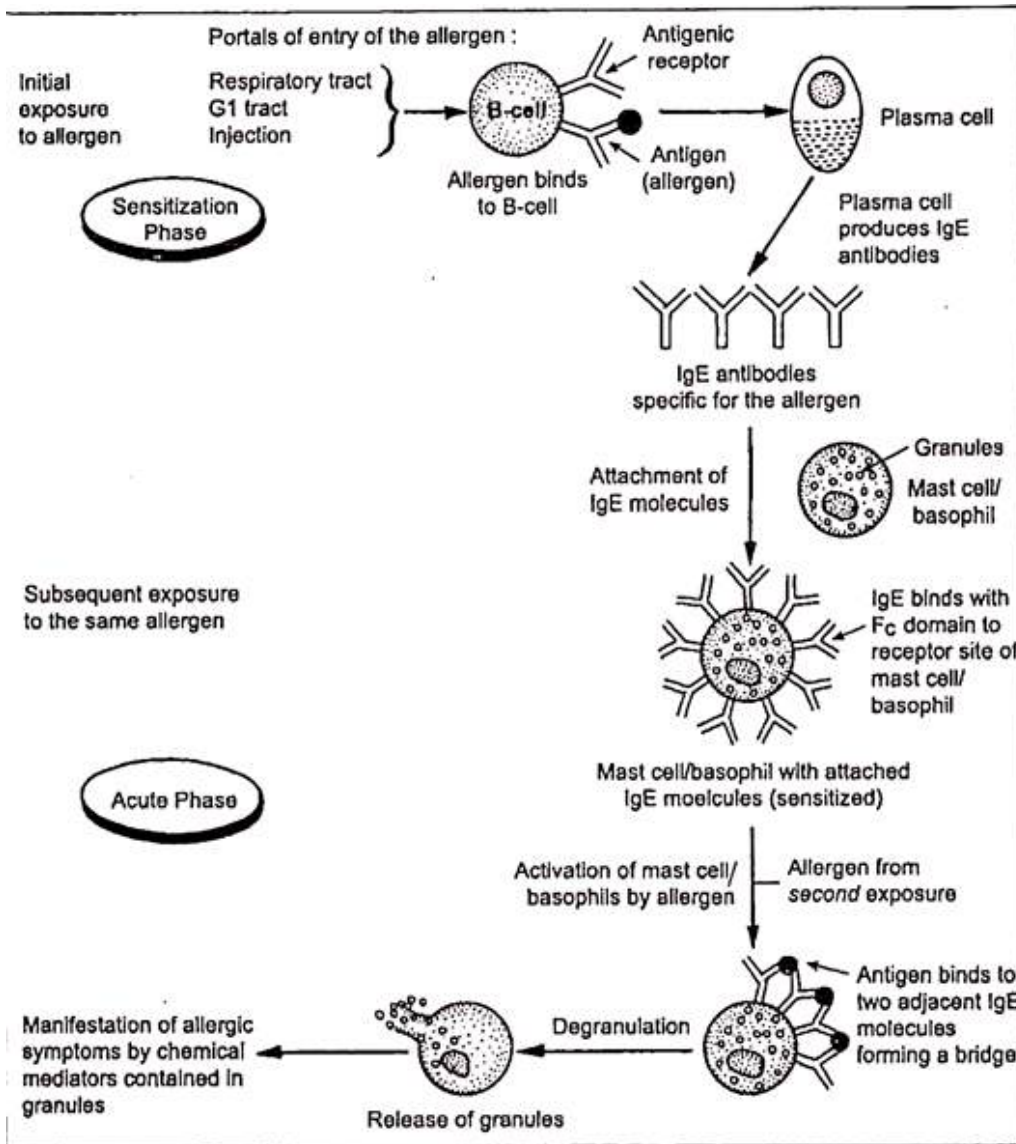 Portals of entry of the allergen :
Initial
exposure
to allergen
Respiratory tract
G1 tract
Injection
B-cell
Antigenic
receptor
Antigen
(allergen)
Allergen binds
to B-cell
Plasma cell
Sensitization
Phase
Plasma cell
produces IgE
antibodies
IgE antibodies
specific for the allergen
Attachment of
IgE molecules
Granules
Mast cell/
basophil
Subsequent exposure
to the same allergen
IgE binds with
Fc domain to
receptor site of
mast cell/
basophil
Mast cell/basophil with attached
IgE moelcules (sensitized)
Acute Phase
Activation of mast cell/
basophils by allergen
Allergen from
second exposure
Antigen binds to
two adjacent IgE
molecules
forming a bridge
Degranulation
Release of granules
Manifestation of allergic
symptoms by chemical
mediators contained in
granules